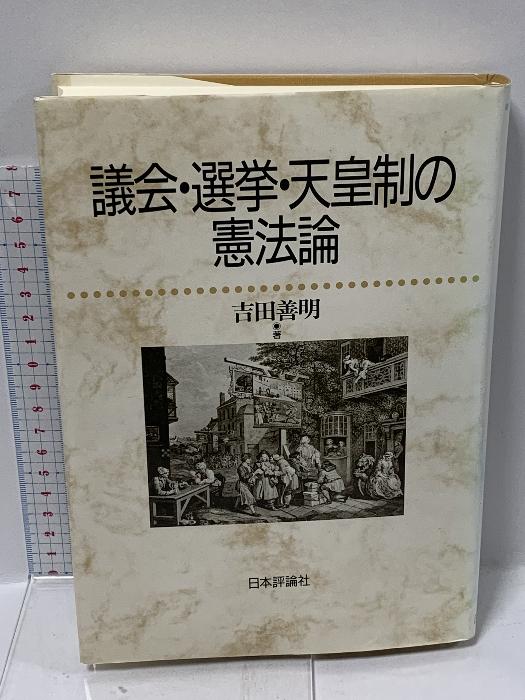 議会・選挙・天皇制の
憲法論
吉田善明
著
日本評論社